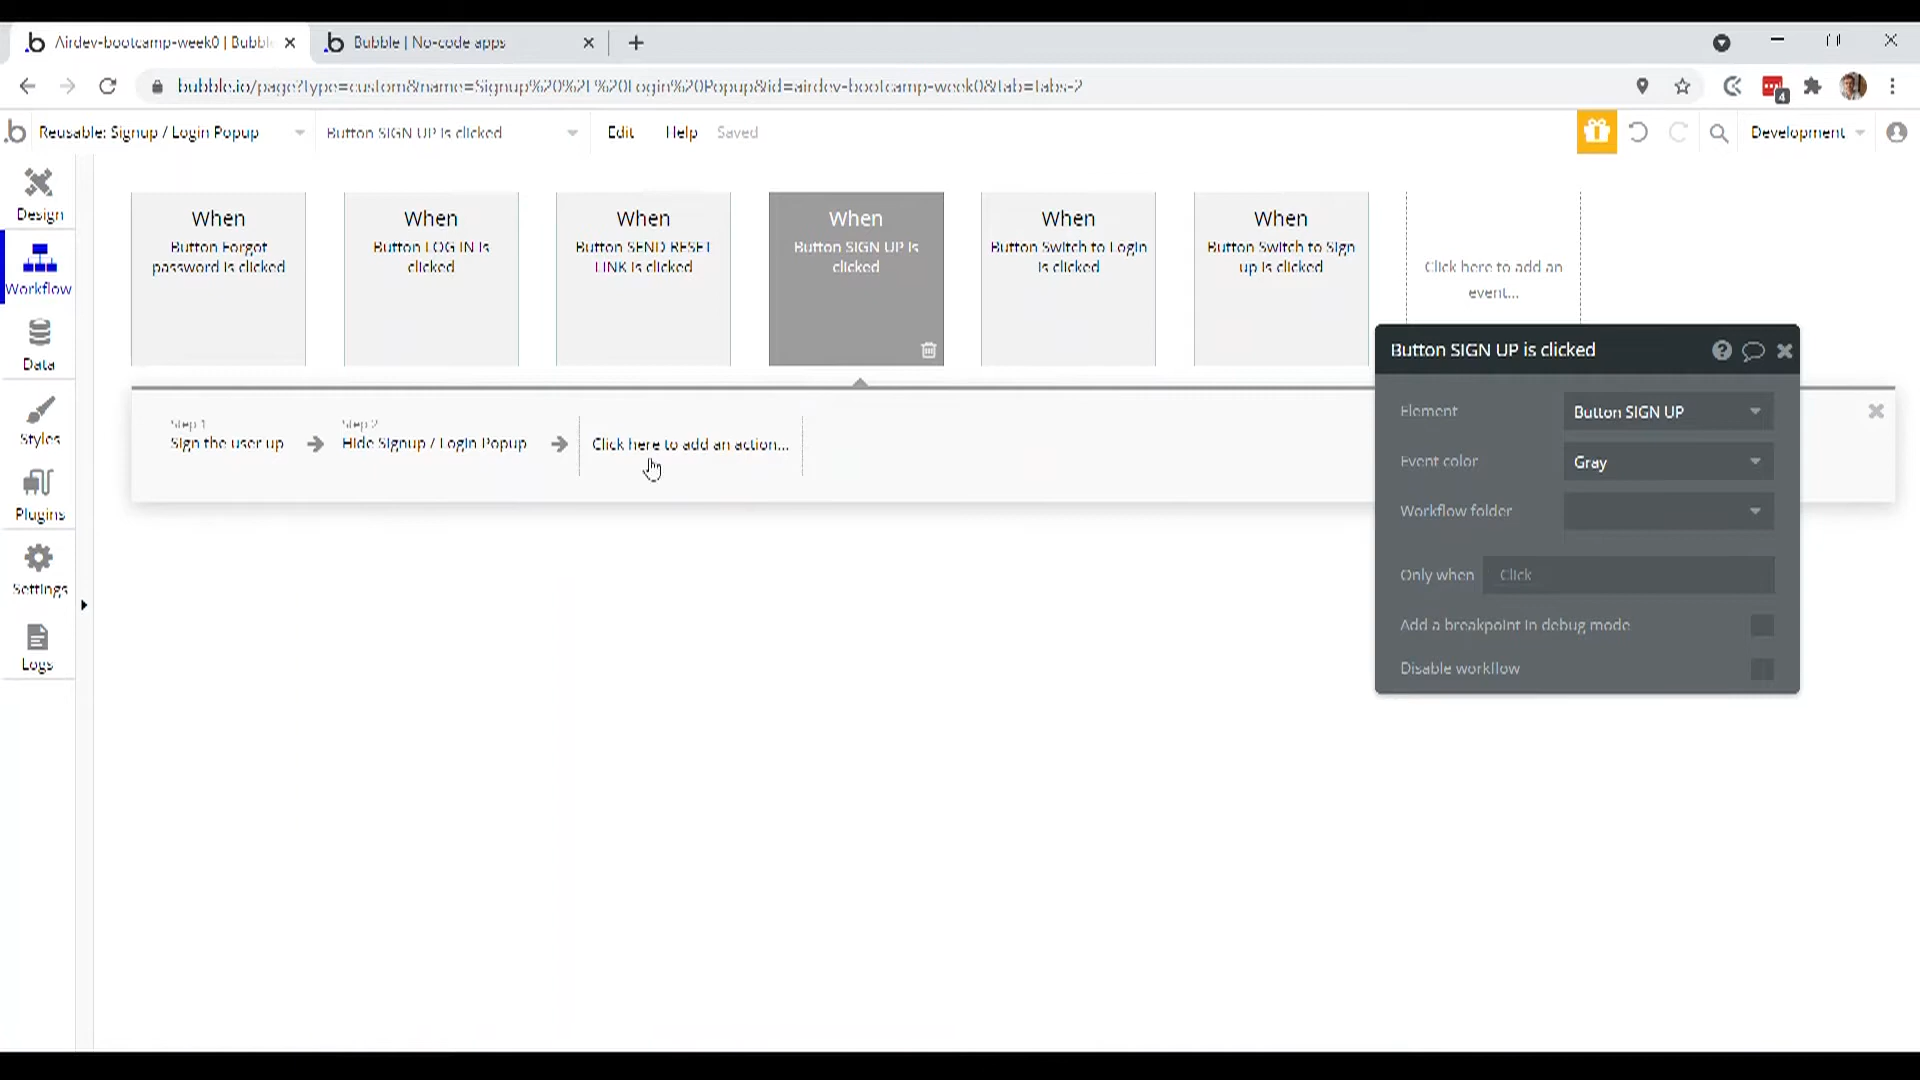 Airdev-bootcamp-week0 | Bubble
Bubble | No-code apps
bubble.io/page?type=custom&name=Signup%20%2F%20Login%20Popup&id=airdev-bootcamp-week0&tab=tabs-2
4
Reusable: Signup / Login Popup
Button SIGN UP is clicked
Edit
Help
Saved
Development
Design
Workflow
Data
Styles
Plugins
Settings
Logs
When
Button Forgot
password is clicked
When
Button LOG IN is
clicked
When
Button SEND RESET
LINK is clicked
When
Button SIGN UP is
clicked
When
Button Switch to Login
is clicked
When
Button Switch to Sign
up is clicked
Click here to add an
event...
Step 1
Sign the user up
Step 2
Hide Signup / Login Popup
Click here to add an action...
Button SIGN UP is clicked
Element
Button SIGN UP
Event color
Gray
Workflow folder
Only when
Click
Add a breakpoint in debug mode
Disable workflow